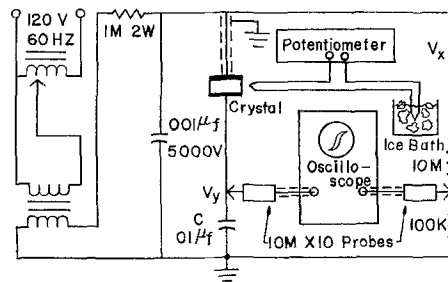 120 V
60 HZ
1M 2W
Potentiometer
Vx
Crystal
.001μf
5000V
Ice Bath
10M
Oscillo-
scope
Vy
C
.01μf
10M X10 Probes
100K